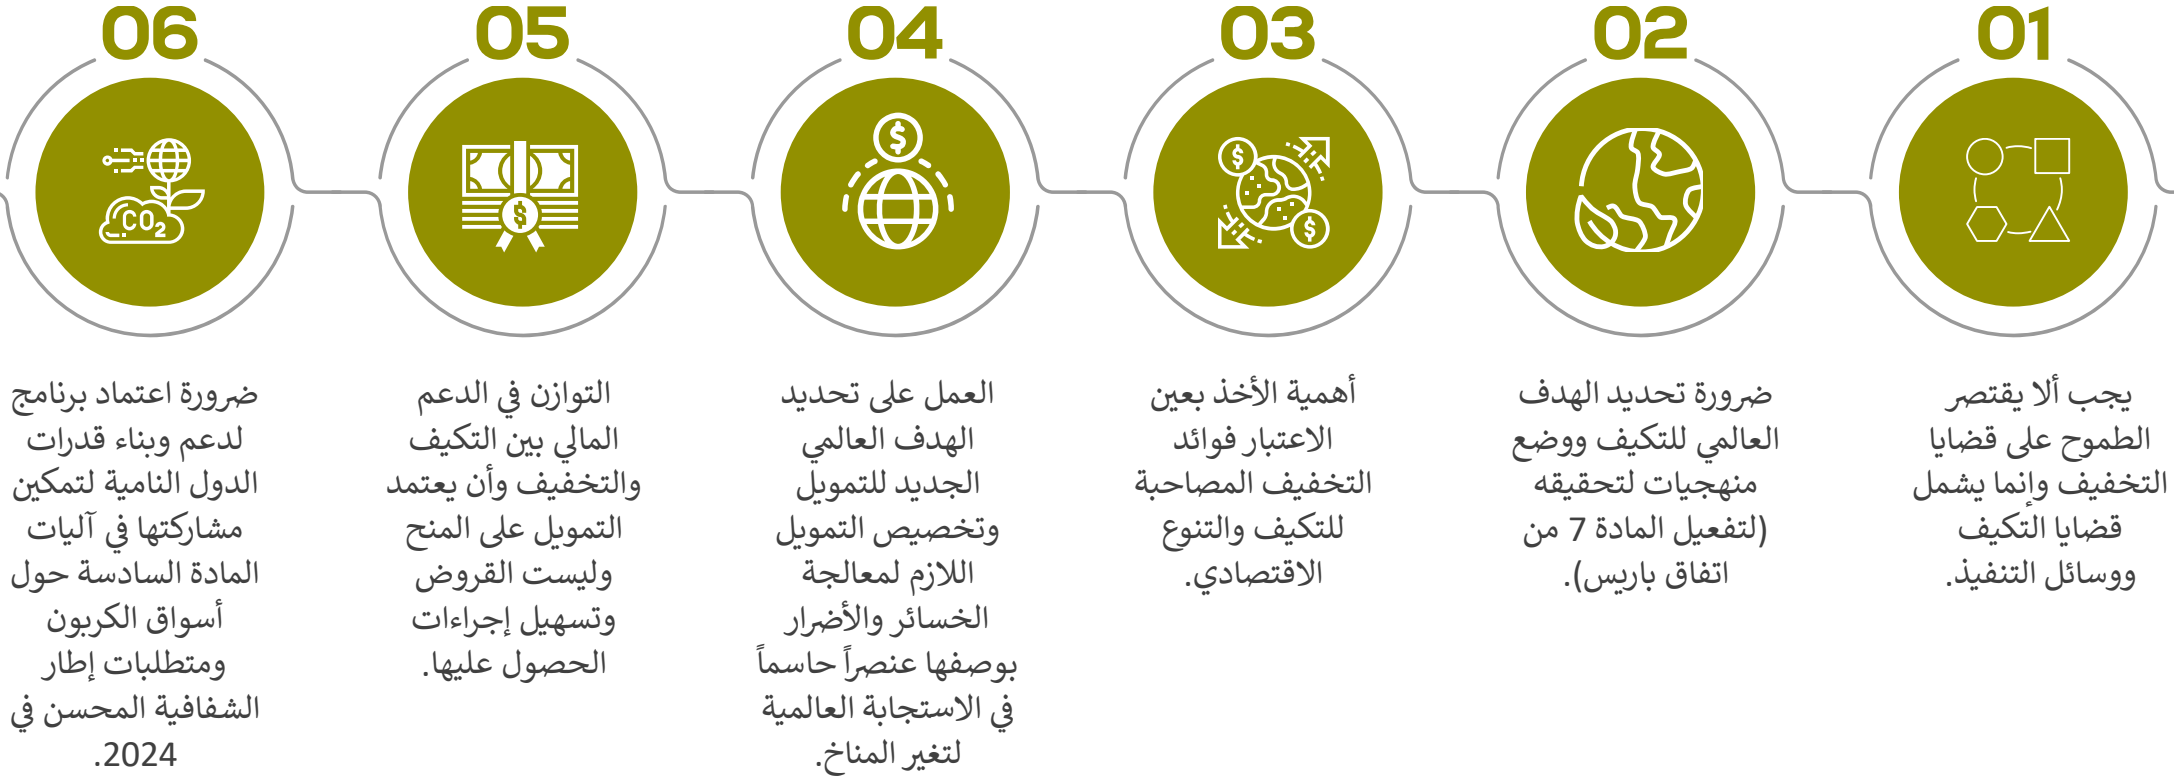 01
يجب ألا يقتصر
الطموح على قضايا
التخفيف وإنما يشمل
قضايا التكيف
ووسائل التنفيذ.
02
ضرورة تحديد الهدف
العالمي للتكيف ووضع
منهجيات لتحقيقه
(لتفعيل المادة 7 من
اتفاق باريس).
03
أهمية الأخذ بعين
الاعتبار فوائد
التخفيف المصاحبة
للتكيف والتنوع
الاقتصادي.
04
العمل على تحديد
الهدف العالمي
الجديد للتمويل
وتخصيص التمويل
اللازم لمعالجة
الخسائر والأضرار
بوصفها عنصراً حاسماً
في الاستجابة العالمية
لتغير المناخ.
05
التوازن في الدعم
المالي بين التكيف
والتخفيف وأن يعتمد
التمويل على المنح
وليست القروض
وتسهيل إجراءات
الحصول عليها.
06
CO2
ضرورة اعتماد برنامج
لدعم وبناء قدرات
الدول النامية لتمكين
مشاركتها في آليات
المادة السادسة حول
أسواق الكربون
ومتطلبات إطار
الشفافية المحسن في
2024.